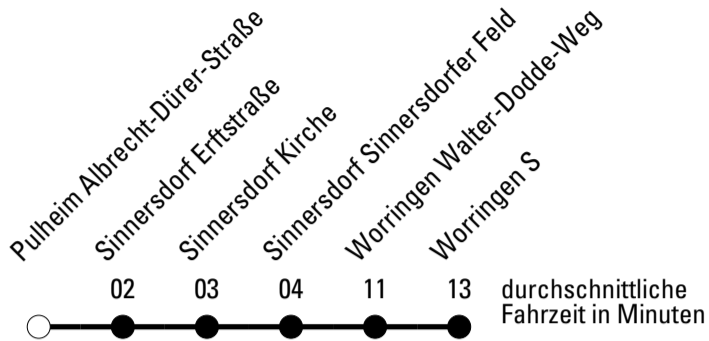 Pulheim Albrecht-Dürer-Straße
Sinnersdorf Erftstraße
Sinnersdorf Kirche
Sinnersdorf Sinnersdorfer Feld
Worringen Walter-Dodde-Weg
Worringen S
02 03 04 11 13
durchschnittliche
Fahrzeit in Minuten